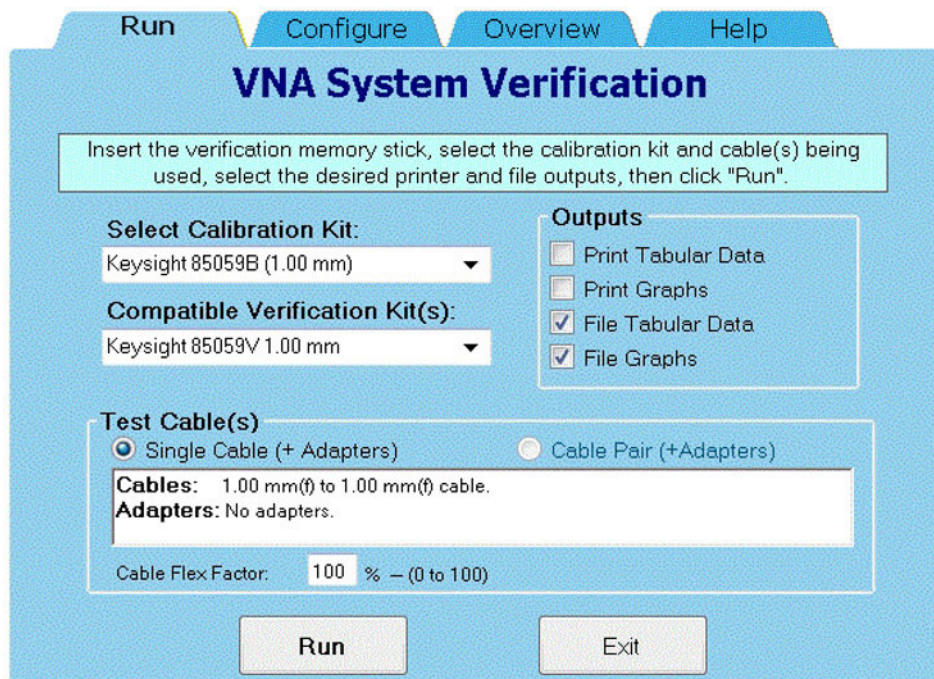 Run
Configure
Overview
Help
VNA System Verification
Insert the verification memory stick, select the calibration kit and cable(s) being
used, select the desired printer and file outputs, then click "Run".
Select Calibration Kit:
Keysight 85059B (1.00 mm)
Compatible Verification Kit(s):
Keysight 85059V 1.00 mm
Outputs
Print Tabular Data
Print Graphs
File Tabular Data
File Graphs
Test Cable(s)
Single Cable (+ Adapters)
Cable Pair (+Adapters)
Cables: 1.00 mm(f) to 1.00 mm(f) cable.
Adapters: No adapters.
Cable Flex Factor: 100 % – (0 to 100)
Run
Exit